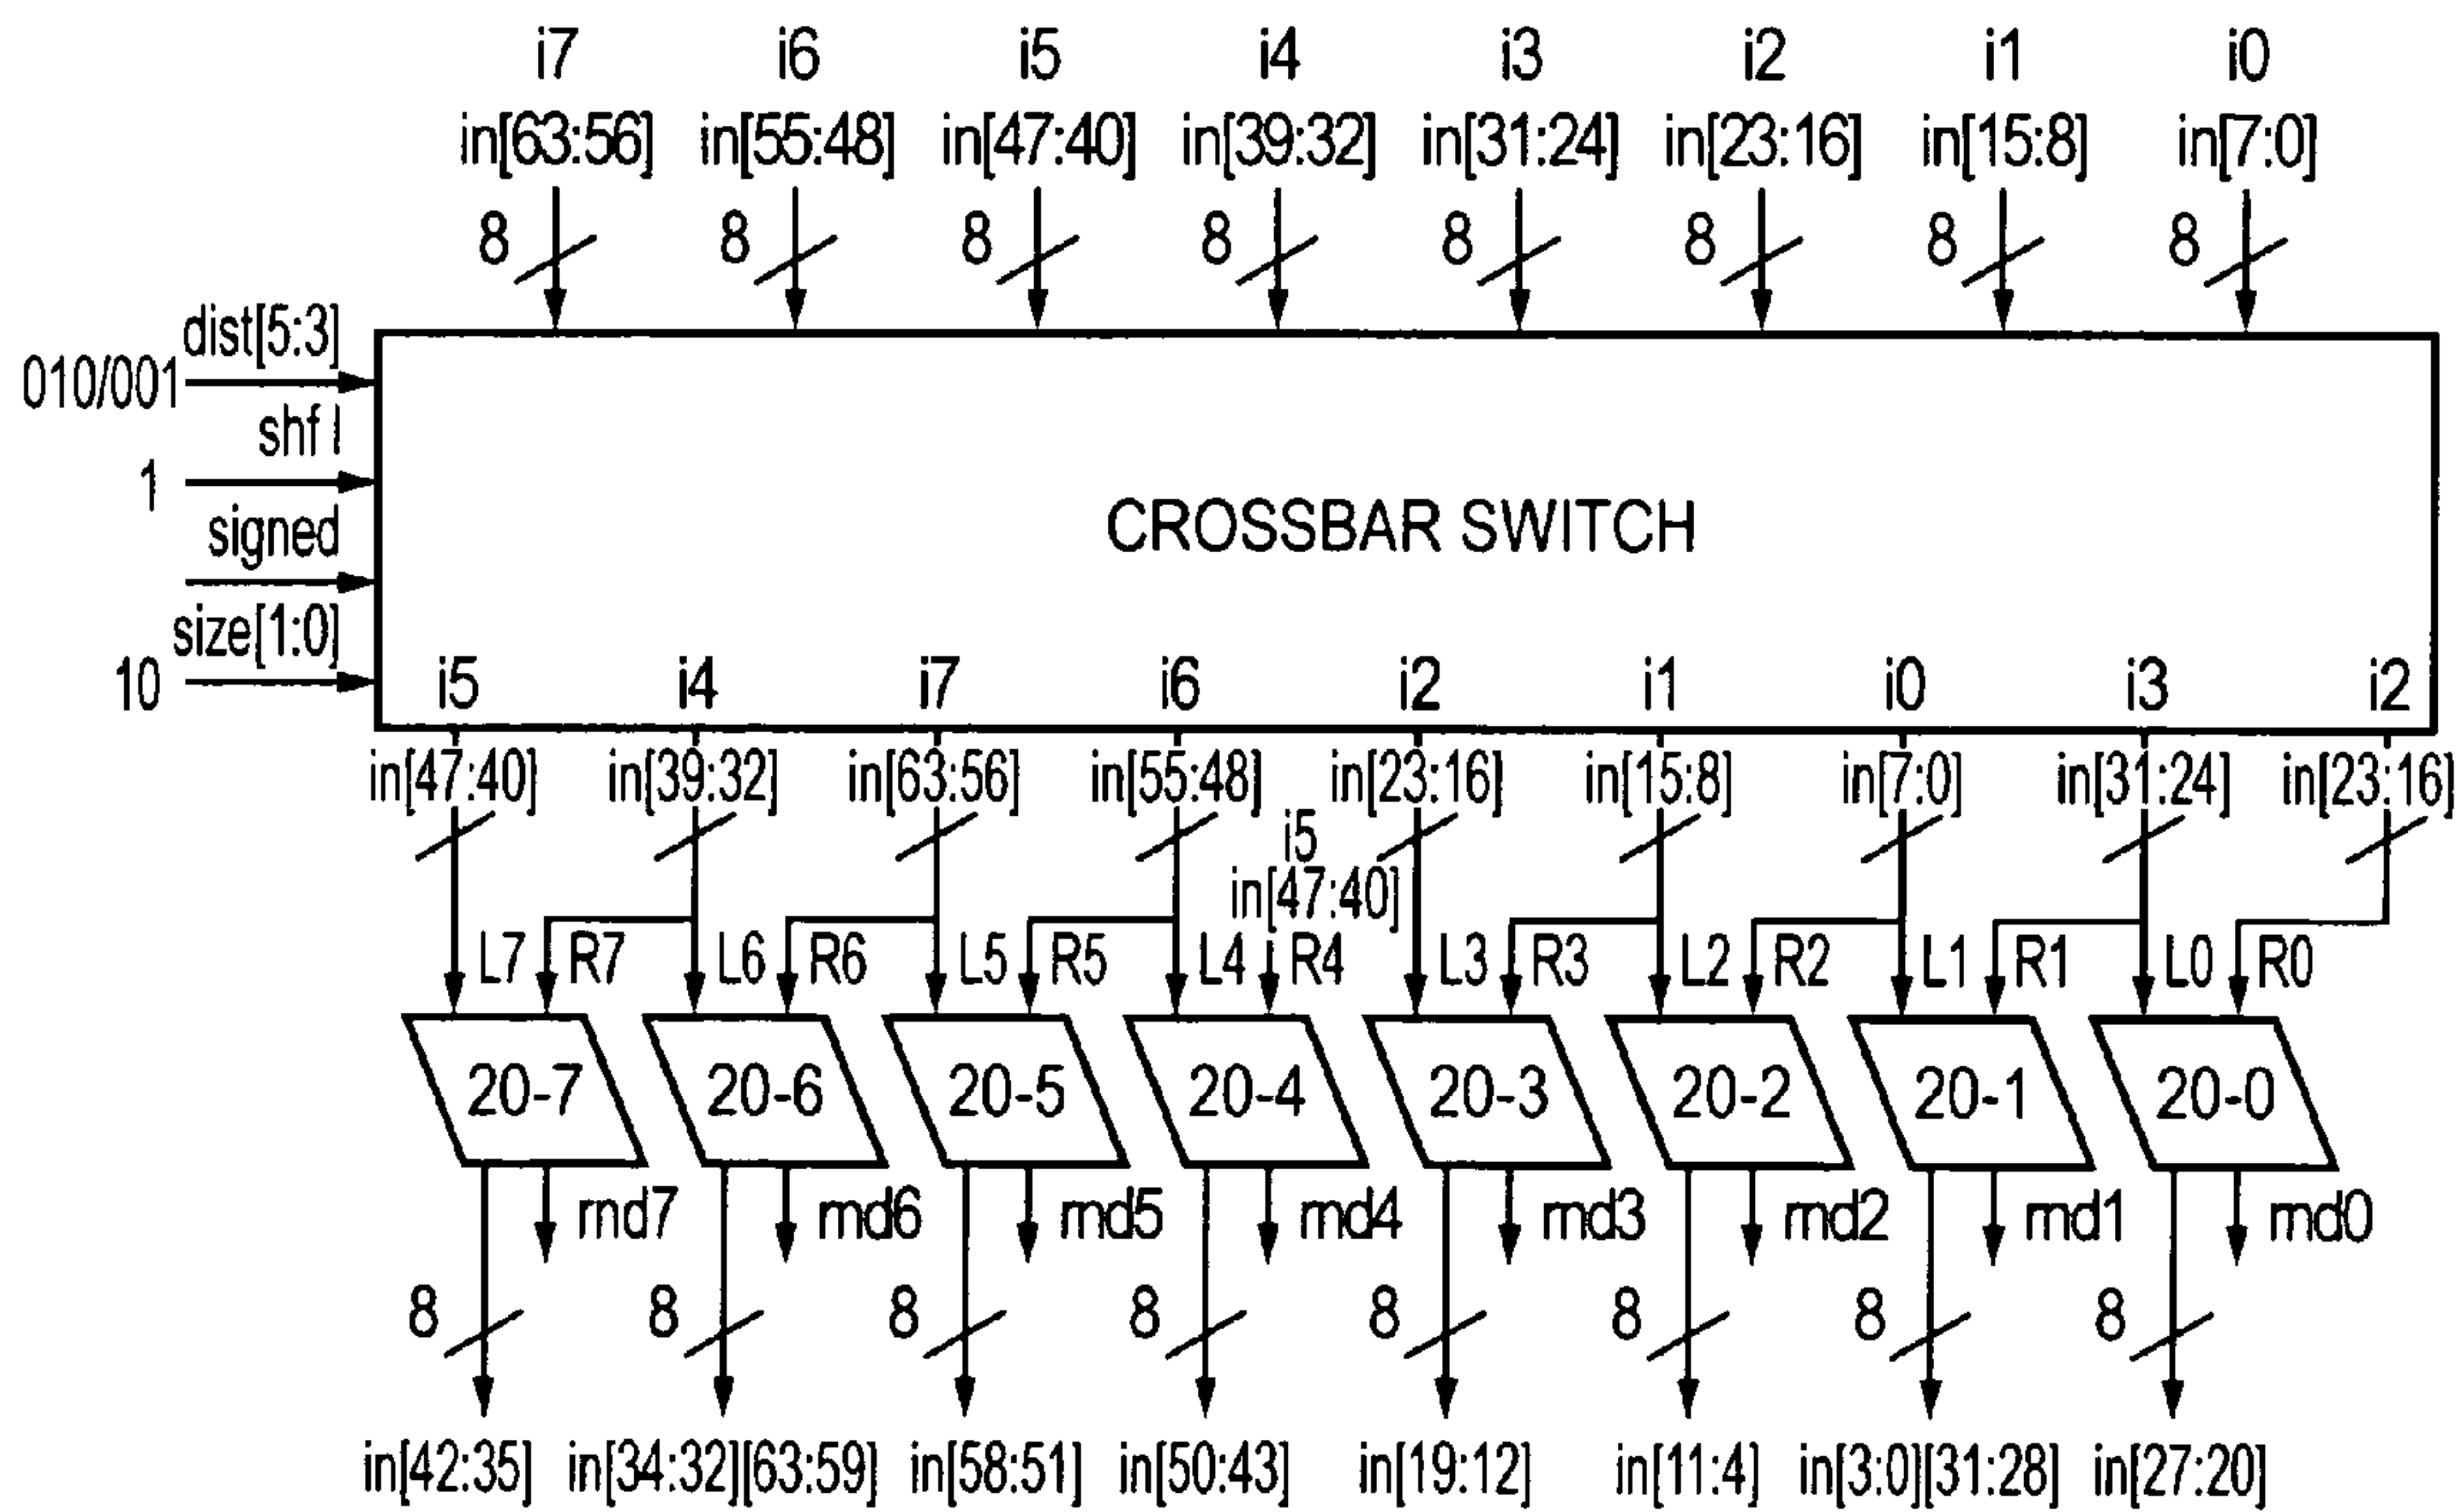 i7 i6 i5 i4 i3 i2 i1 i0
in[63:56] in[55:48] in[47:40] in[39:32] in[31:24] in[23:16] in[15:8] in[7:0]
8 8 8 8 8 8 8 8
dist[5:3]
010/001
shf l
1
signed
CROSSBAR SWITCH
size[1:0]
10
i5 i4 i7 i6 i2 i1 i0 i3 i2
in[47:40] in[39:32] in[63:56] in[55:48] in[23:16] in[15:8] in[7:0] in[31:24] in[23:16]
i5
in[47:40]
L7 R7 L6 R6 L5 R5 L4 R4 L3 R3 L2 R2 L1 R1 L0 R0
20-7 20-6 20-5 20-4 20-3 20-2 20-1 20-0
rnd7 rnd6 rnd5 rnd4 rnd3 rnd2 rnd1 rnd0
8 8 8 8 8 8 8 8
in[42:35] in[34:32][63:59] in[58:51] in[50:43] in[19:12] in[11:4] in[3:0][31:28] in[27:20]